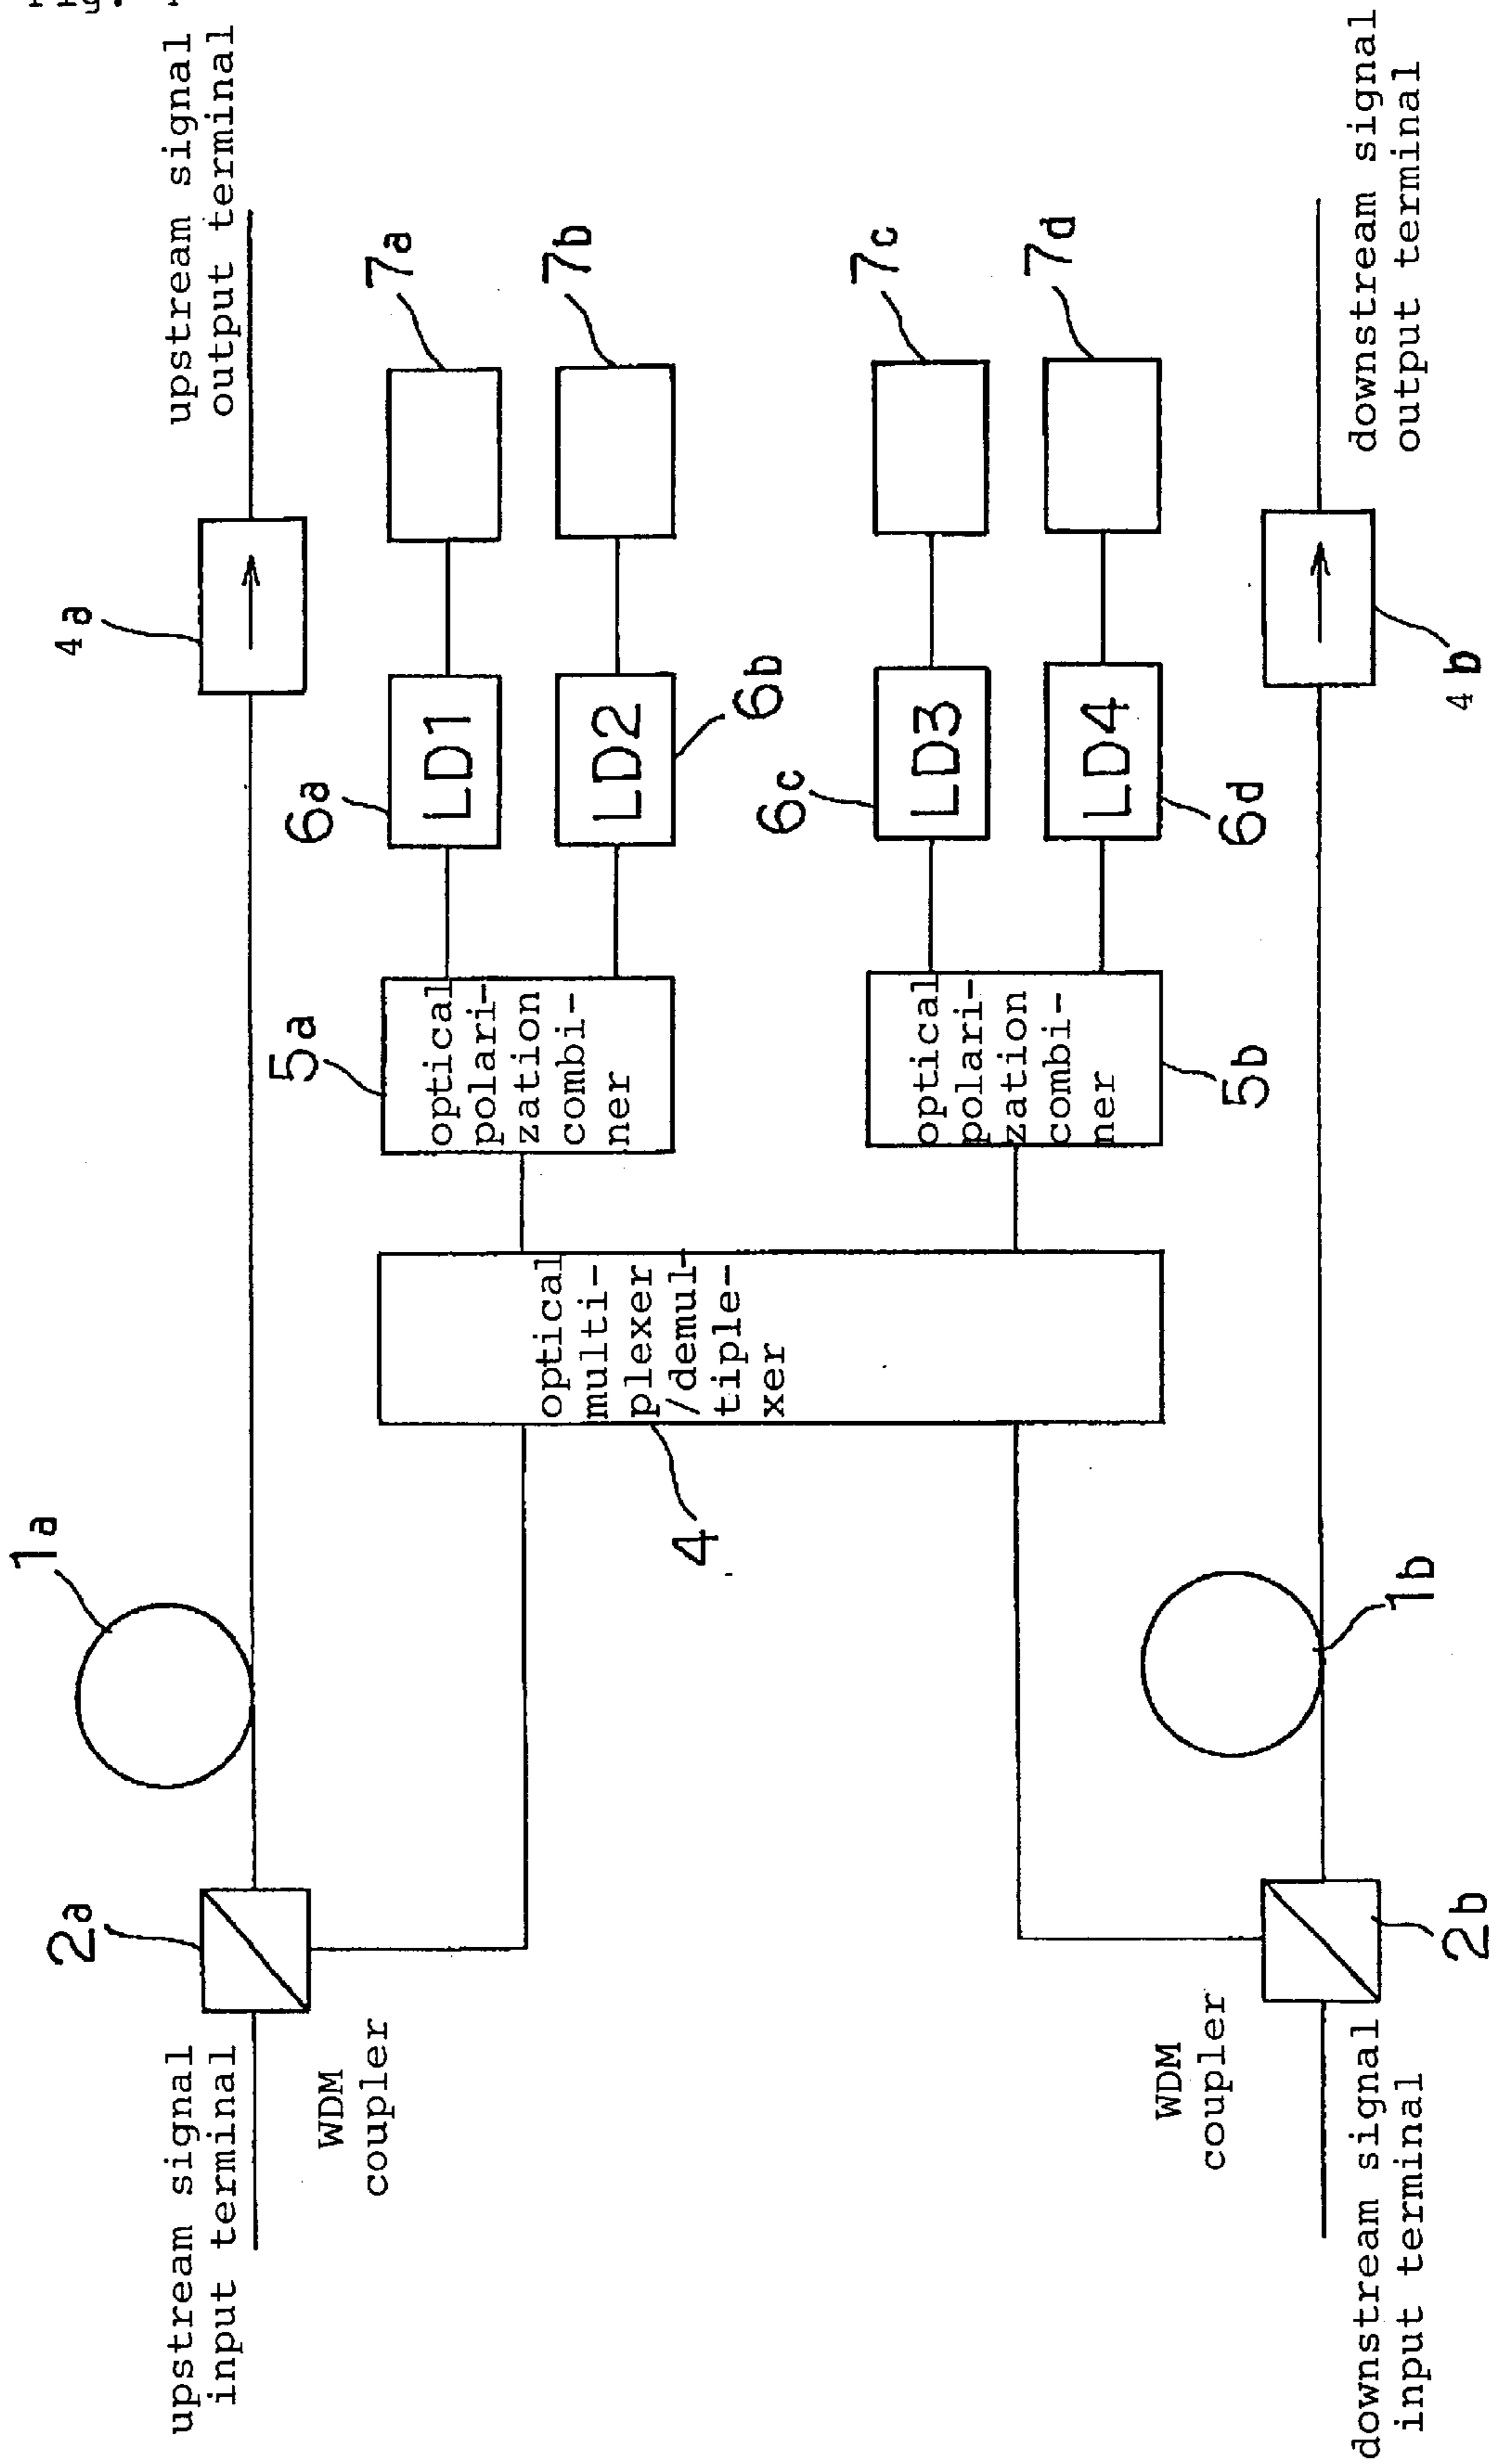 upstream signal
output terminal
4a
7a
7b
7c
7d
downstream signal
output terminal
4b
6a
LD1
LD2
6b
6c
LD3
LD4
6d
5a
optical
polari-
zation
combi-
ner
optical
polari-
zation
combi-
ner
5b
optical
multi-
plexer
/demul-
tiple-
xer
4
1a
1b
2a
2b
WDM
coupler
WDM
coupler
upstream signal
input terminal
downstream signal
input terminal